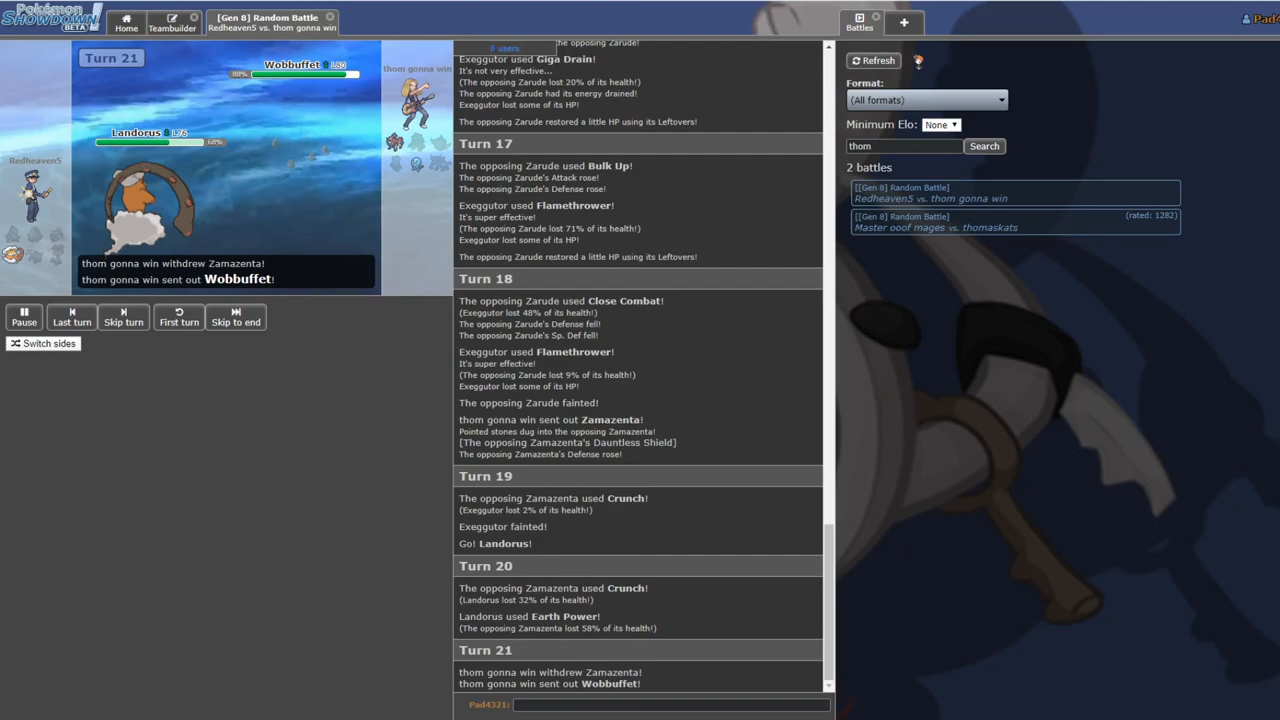 Pokémon
SHOWDOWN
BETA
Home
Teambuilder
[Gen 8] Random Battle
Redheaven5 vs. thom gonna win
Battles
Pad4
Turn 21
Wobbuffet L80
88%
Landorus L76
68%
Redheaven5
thom gonna win
thom gonna win withdrew Zamazenta!
thom gonna win sent out Wobbuffet!
Pause
Last turn
Skip turn
First turn
Skip to end
Switch sides
8 users
the opposing Zarude!
Exeggutor used Giga Drain!
It's not very effective...
(The opposing Zarude lost 20% of its health!)
The opposing Zarude had its energy drained!
Exeggutor lost some of its HP!
The opposing Zarude restored a little HP using its Leftovers!
Turn 17
The opposing Zarude used Bulk Up!
The opposing Zarude's Attack rose!
The opposing Zarude's Defense rose!
Exeggutor used Flamethrower!
It's super effective!
(The opposing Zarude lost 71% of its health!)
Exeggutor lost some of its HP!
The opposing Zarude restored a little HP using its Leftovers!
Turn 18
The opposing Zarude used Close Combat!
(Exeggutor lost 48% of its health!)
The opposing Zarude's Defense fell!
The opposing Zarude's Sp. Def fell!
Exeggutor used Flamethrower!
It's super effective!
(The opposing Zarude lost 9% of its health!)
Exeggutor lost some of its HP!
The opposing Zarude fainted!
thom gonna win sent out Zamazenta!
Pointed stones dug into the opposing Zamazenta!
[The opposing Zamazenta's Dauntless Shield]
The opposing Zamazenta's Defense rose!
Turn 19
The opposing Zamazenta used Crunch!
(Exeggutor lost 2% of its health!)
Exeggutor fainted!
Go! Landorus!
Turn 20
The opposing Zamazenta used Crunch!
(Landorus lost 32% of its health!)
Landorus used Earth Power!
(The opposing Zamazenta lost 58% of its health!)
Turn 21
thom gonna win withdrew Zamazenta!
thom gonna win sent out Wobbuffet!
Pad4321:
Refresh
Format:
(All formats)
Minimum Elo: None
thom
Search
2 battles
[[Gen 8] Random Battle]
Redheaven5 vs. thom gonna win
[[Gen 8] Random Battle] (rated: 1282)
Master ooof mages vs. thomaskats